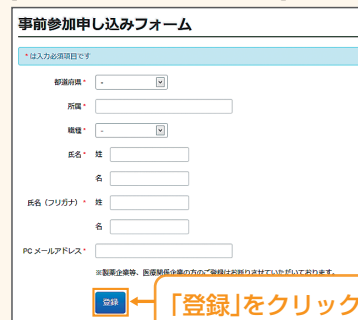 事前参加申し込みフォーム
*は入力必須項目です
都道府県* -
所属*
職種* -
氏名* 姓
名
氏名（フリガナ）* 姓
名
PCメールアドレス*
※製薬企業等、医療関係企業の方のご登録はお断りさせていただいております。
登録
「登録」をクリック